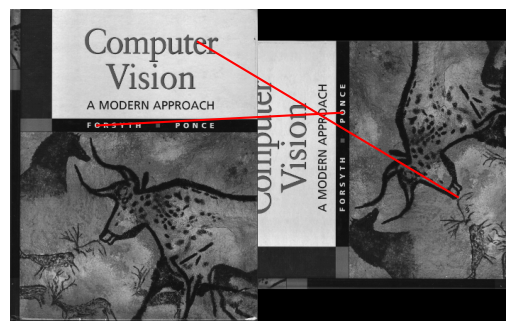 Computer
Vision
A MODERN APPROACH
FORSYTH PONCE
Computer
Vision
A MODERN APPROACH
FORSYTH PONCE